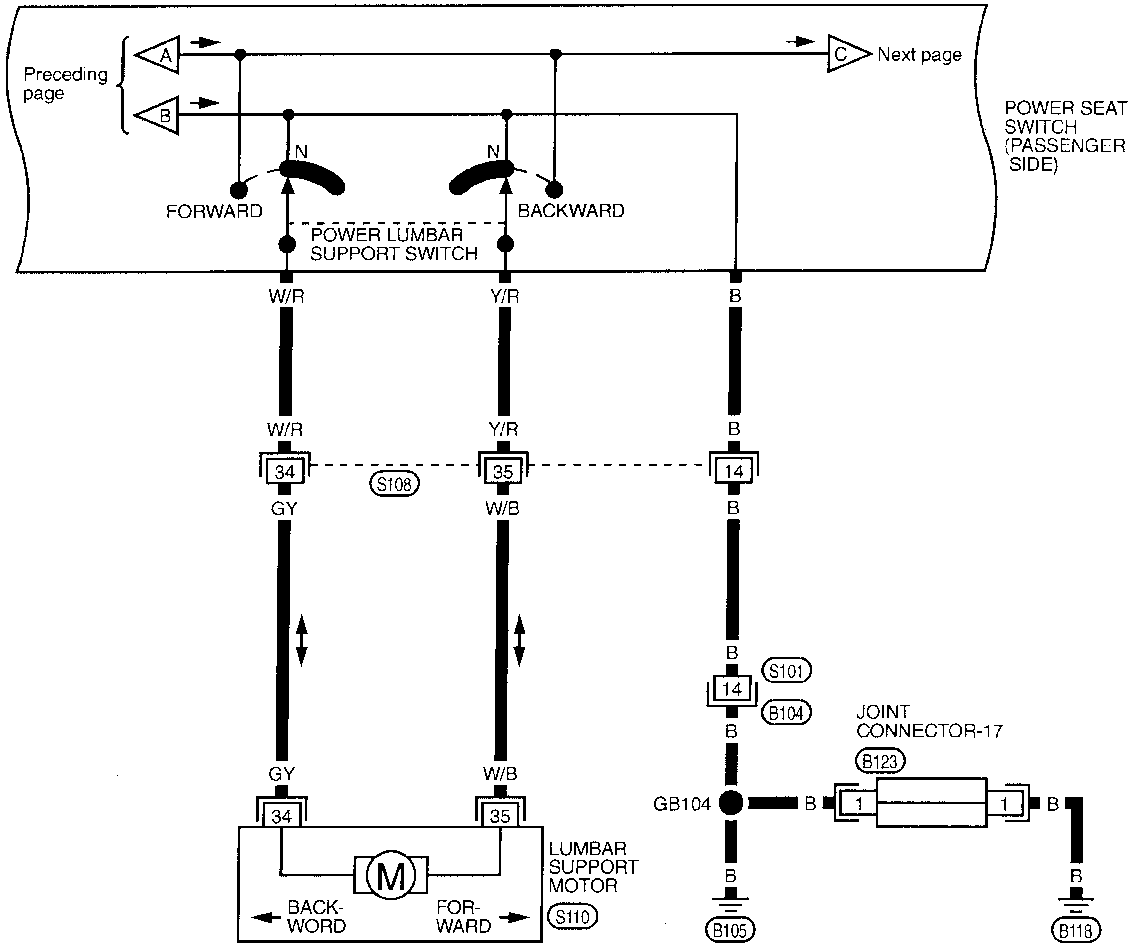 A
C
Next page
Preceding
page
B
POWER SEAT
SWITCH
(PASSENGER
SIDE)
N
N
FORWARD
BACKWARD
POWER LUMBAR
SUPPORT SWITCH
W/R
Y/R
B
W/R
Y/R
B
34
35
14
S108
GY
W/B
B
B
S101
14
B104
B
JOINT
CONNECTOR-17
B123
GY
W/B
GB104
B
1
1
B
34
35
LUMBAR
SUPPORT
MOTOR
S110
M
BACK-
WORD
FOR-
WARD
B
B
B105
B118